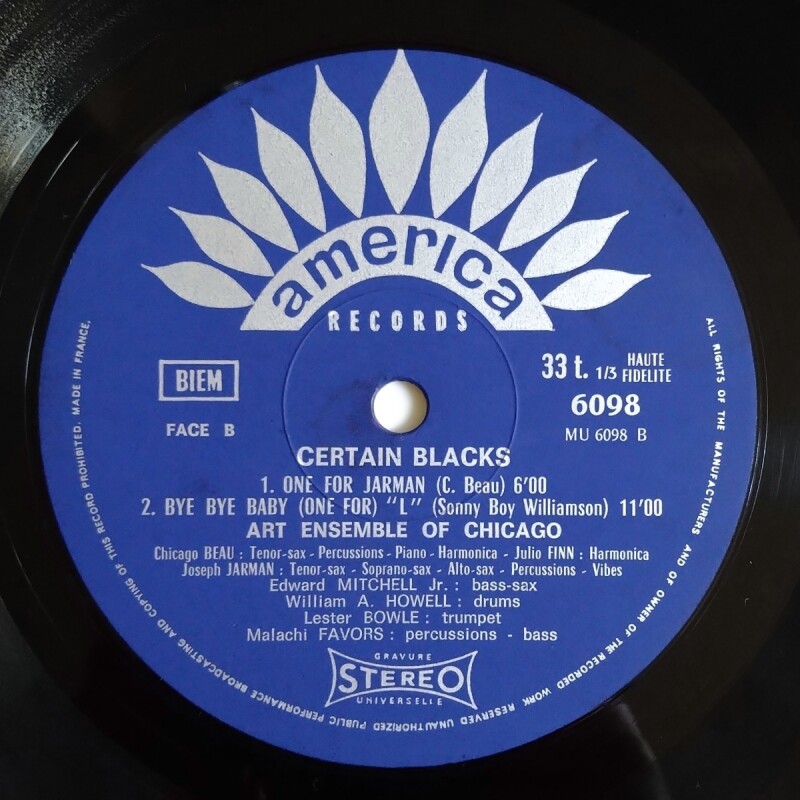 america
RECORDS
BIEM
FACE B
33 t. 1/3 HAUTE FIDELITE
6098
MU 6098 B
CERTAIN BLACKS
1. ONE FOR JARMAN (C. Beau) 6'00
2. BYE BYE BABY (ONE FOR) "L" (Sonny Boy Williamson) 11'00
ART ENSEMBLE OF CHICAGO
Chicago BEAU : Tenor-sax - Percussions - Piano - Harmonica - Julio FINN : Harmonica
Joseph JARMAN : Tenor-sax - Soprano-sax - Alto-sax - Percussions - Vibes
Edward MITCHELL Jr. : bass-sax
William A. HOWELL : drums
Lester BOWLE : trumpet
Malachi FAVORS : percussions - bass
GRAVURE
STEREO
UNIVERSELLE
ALL RIGHTS OF THE MANUFACTURERS AND OF OWNER OF THE RECORDED WORK RESERVED UNAUTHORIZED PUBLIC PERFORMANCE BROADCASTING AND COPYING OF THIS RECORD PROHIBITED. MADE IN FRANCE.